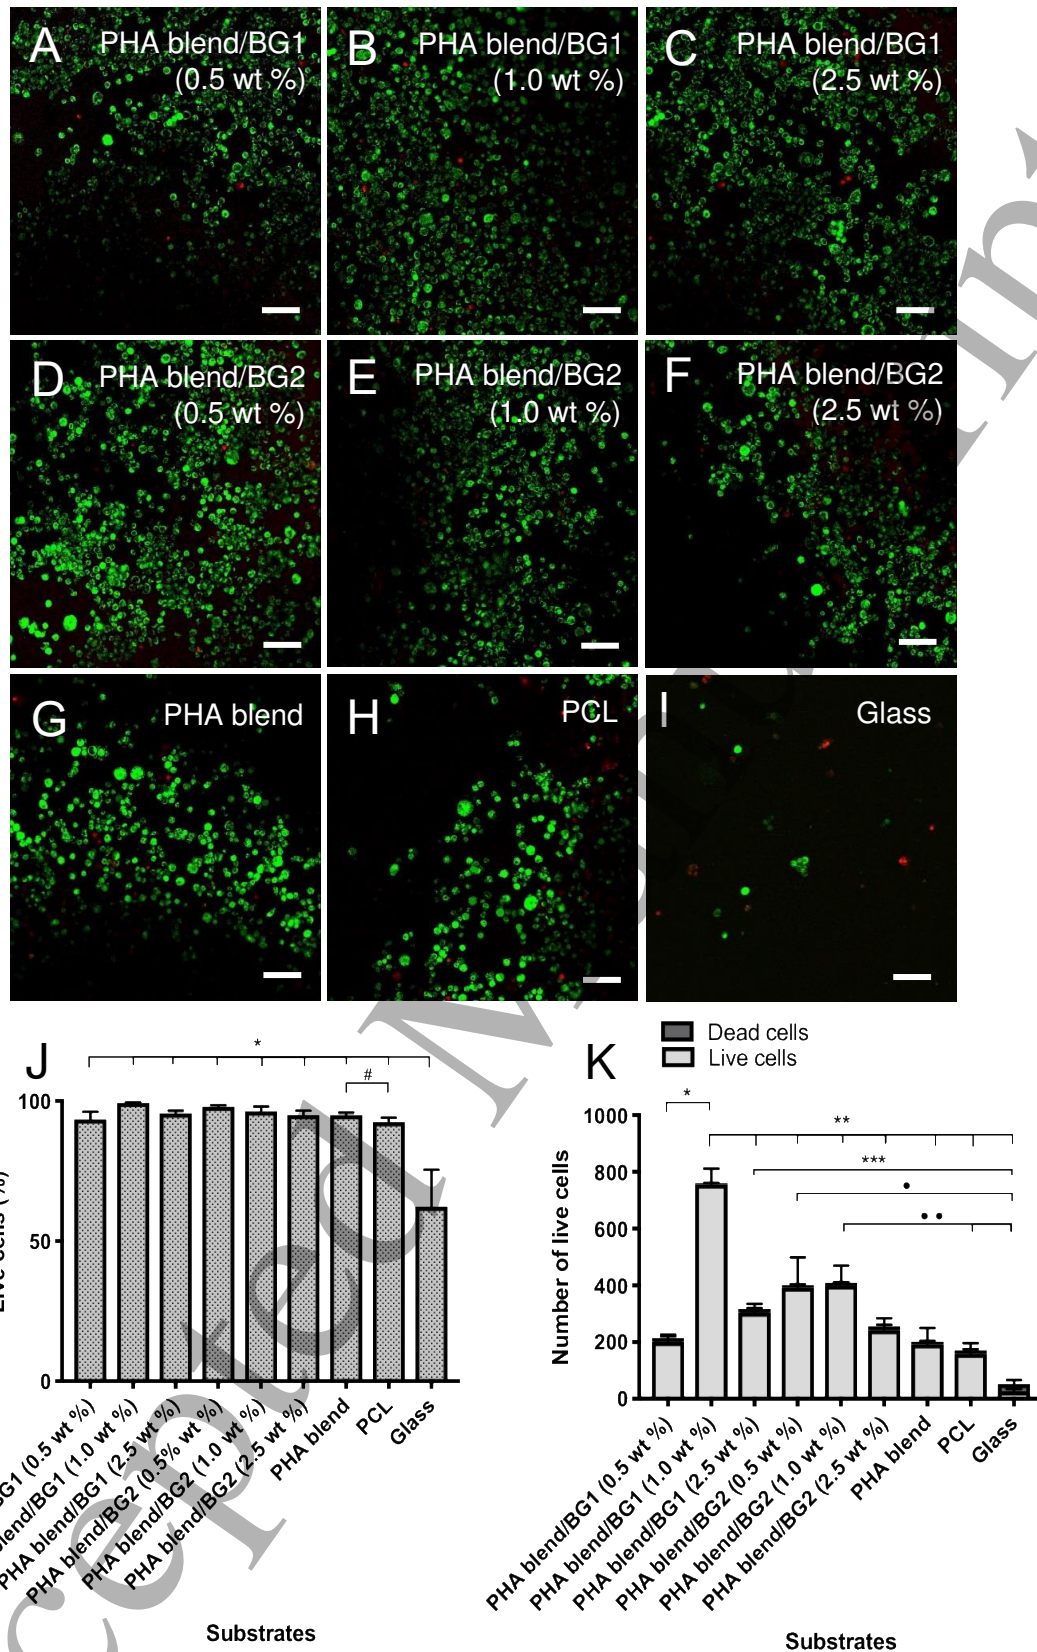 A PHA blend/BG1
(0.5 wt %)
B PHA blend/BG1
(1.0 wt %)
C PHA blend/BG1
(2.5 wt %)
D PHA blend/BG2
(0.5 wt %)
E PHA blend/BG2
(1.0 wt %)
F PHA blend/BG2
(2.5 wt %)
G PHA blend
H PCL
I Glass
J
*
#
100
50
0
BG1 (0.5 wt %)
blend/BG1 (1.0 wt %)
PHA blend/BG1 (2.5 wt %)
PHA blend/BG2 (0.5% wt %)
PHA blend/BG2 (1.0 wt %)
PHA blend/BG2 (2.5 wt %)
PHA blend
PCL
Glass
Substrates
K
Dead cells
Live cells
*
**
***
•
• •
Number of live cells
1000
800
600
400
200
0
PHA blend/BG1 (0.5 wt %)
PHA blend/BG1 (1.0 wt %)
PHA blend/BG1 (2.5 wt %)
PHA blend/BG2 (0.5 wt %)
PHA blend/BG2 (1.0 wt %)
PHA blend/BG2 (2.5 wt %)
PHA blend
PCL
Glass
Substrates